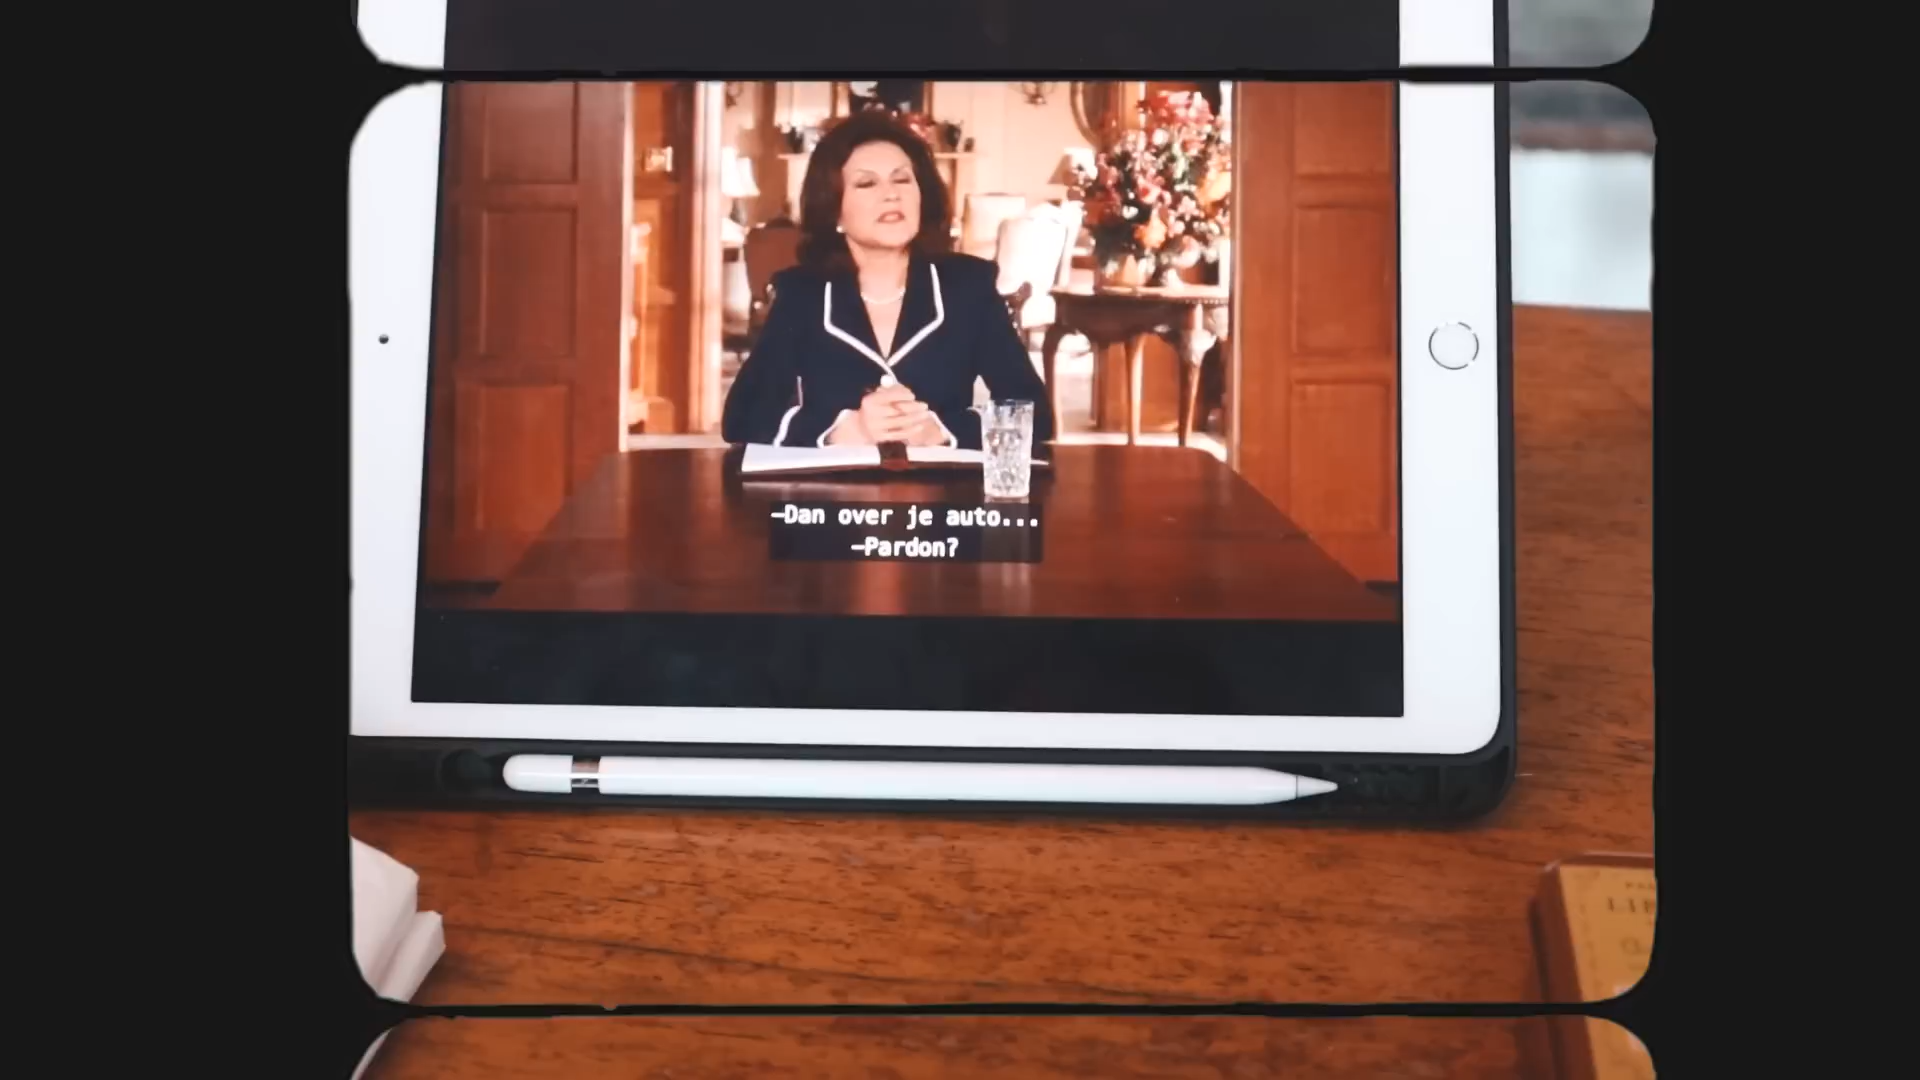 –Dan over je auto...
–Pardon?